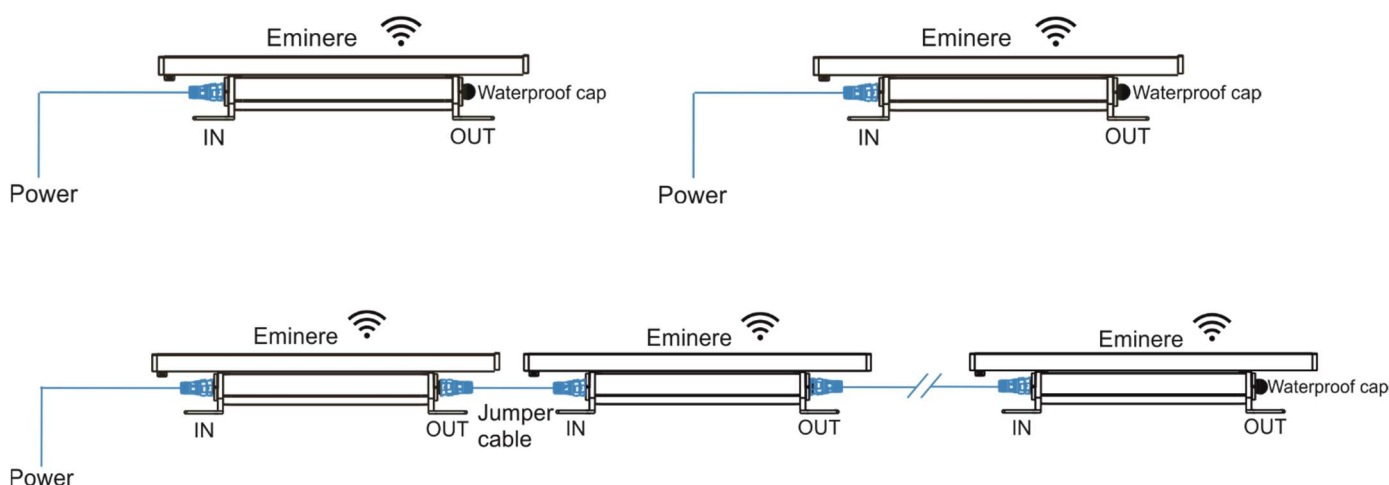 Eminere
Waterproof cap
IN
OUT
Power
Eminere
Waterproof cap
IN
OUT
Power
Eminere
IN
OUT
Jumper
cable
Eminere
IN
OUT
Eminere
Waterproof cap
IN
OUT
Power